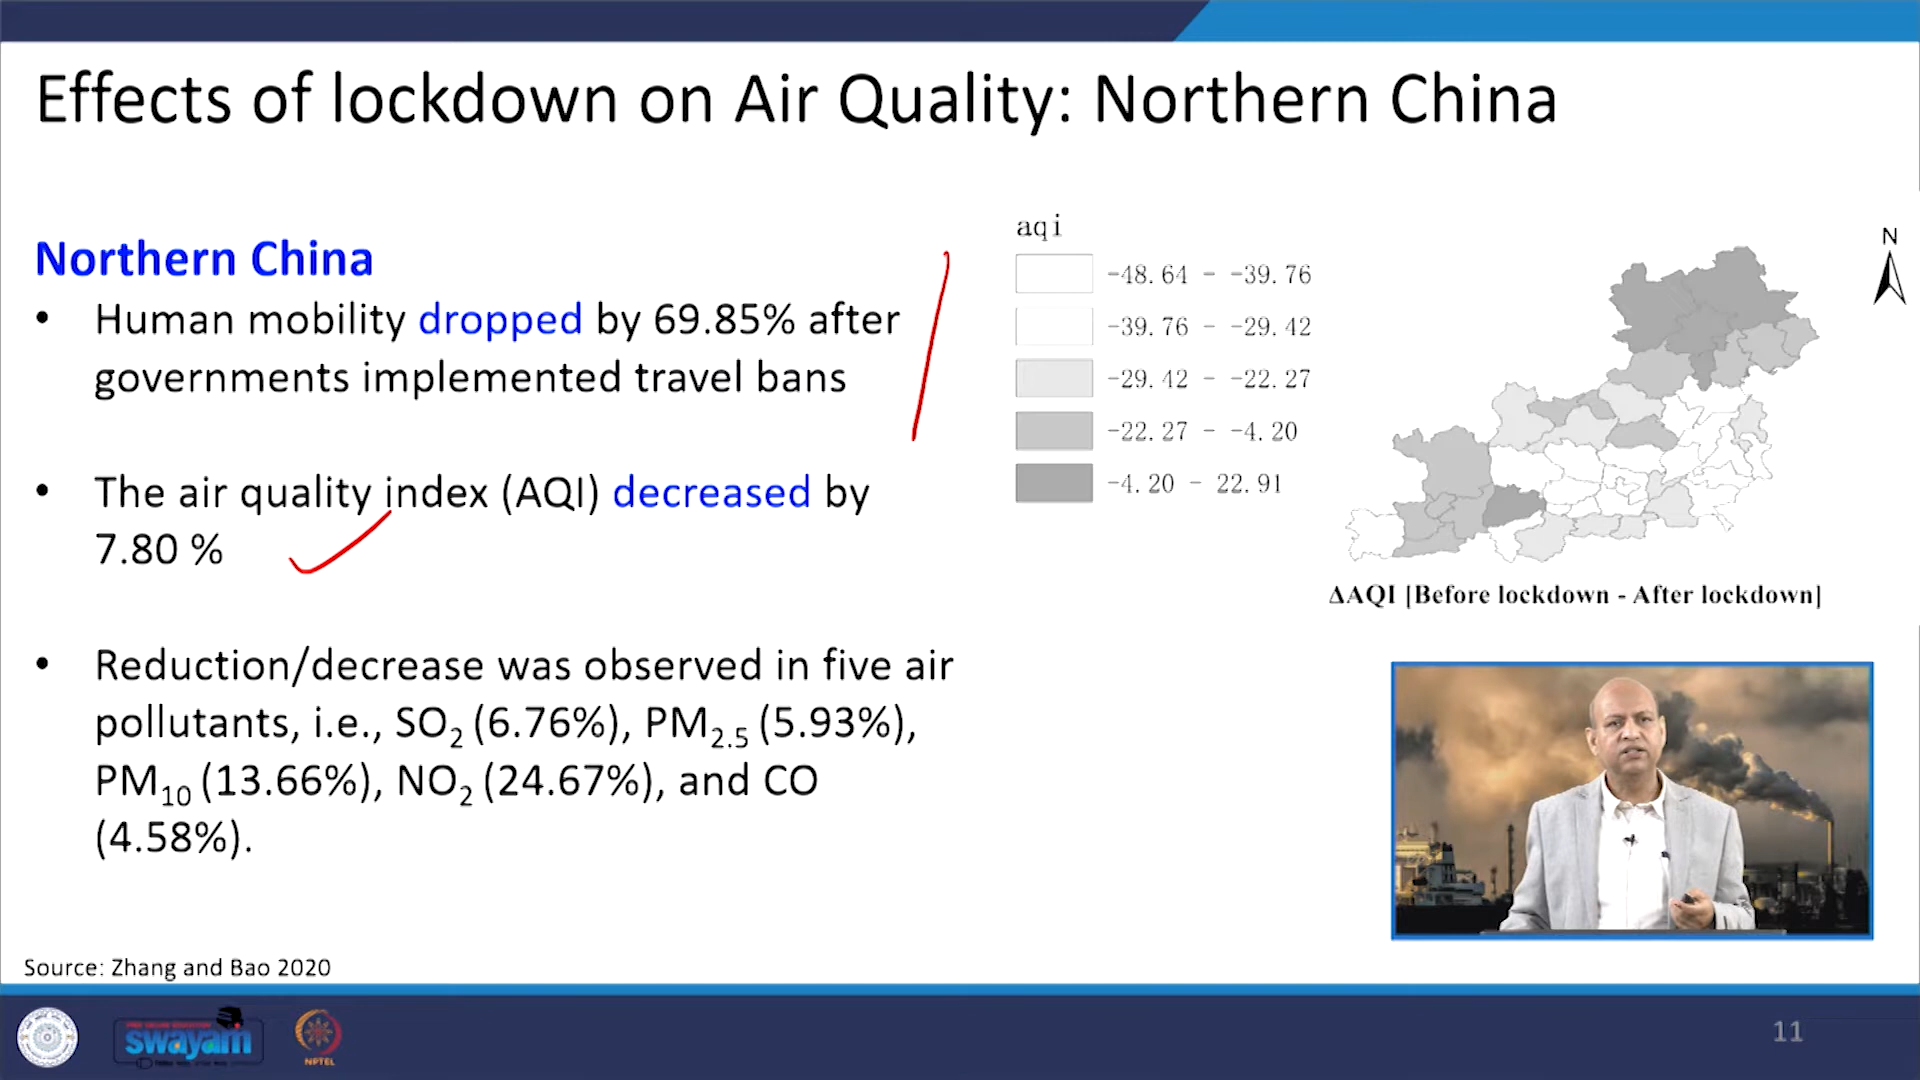 Effects of lockdown on Air Quality: Northern China
Northern China
• Human mobility dropped by 69.85% after
governments implemented travel bans
• The air quality index (AQI) decreased by
7.80 %
• Reduction/decrease was observed in five air
pollutants, i.e., SO₂ (6.76%), PM₂.₅ (5.93%),
PM₁₀ (13.66%), NO₂ (24.67%), and CO
(4.58%).
Source: Zhang and Bao 2020
aqi
-48.64 - -39.76
-39.76 - -29.42
-29.42 - -22.27
-22.27 - -4.20
-4.20 - 22.91
N
ΔAQI [Before lockdown - After lockdown]
swayam
NPTEL
11